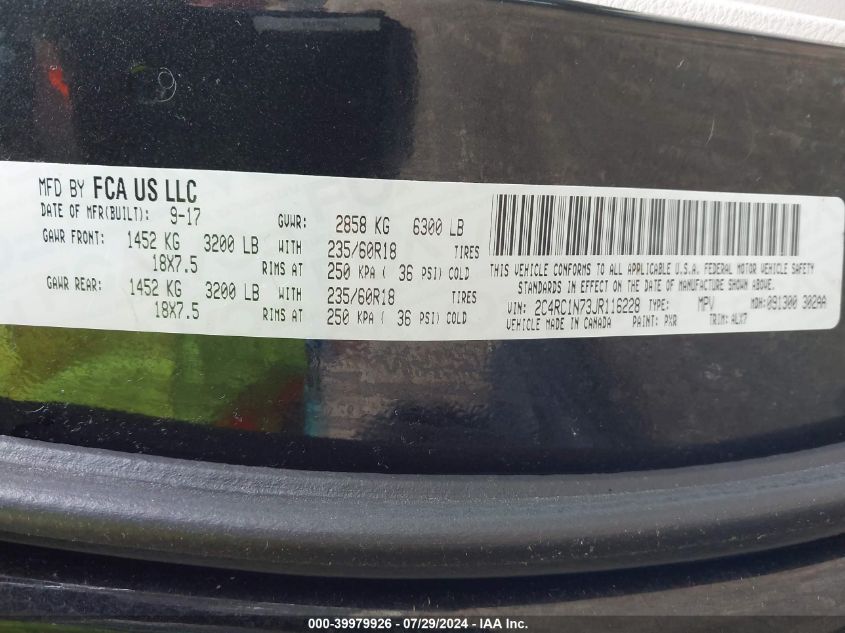 MFD BY FCA US LLC
DATE OF MFR(BUILT): 9-17 GVWR: 2858 KG 6300 LB
GAWR FRONT: 1452 KG 3200 LB WITH 235/60R18 TIRES
18X7.5 RIMS AT 250 KPA ( 36 PSI) COLD
GAWR REAR: 1452 KG 3200 LB WITH 235/60R18 TIRES
18X7.5 RIMS AT 250 KPA ( 36 PSI) COLD
THIS VEHICLE CONFORMS TO ALL APPLICABLE U.S.A. FEDERAL MOTOR VEHICLE SAFETY
STANDARDS IN EFFECT ON THE DATE OF MANUFACTURE SHOWN ABOVE.
VIN: 2C4RC1N73JR116228 TYPE: MPV MDH: 091300 302AA
VEHICLE MADE IN CANADA PAINT: PXR TRIM: ALX7
000-39979926 - 07/29/2024 - IAA Inc.